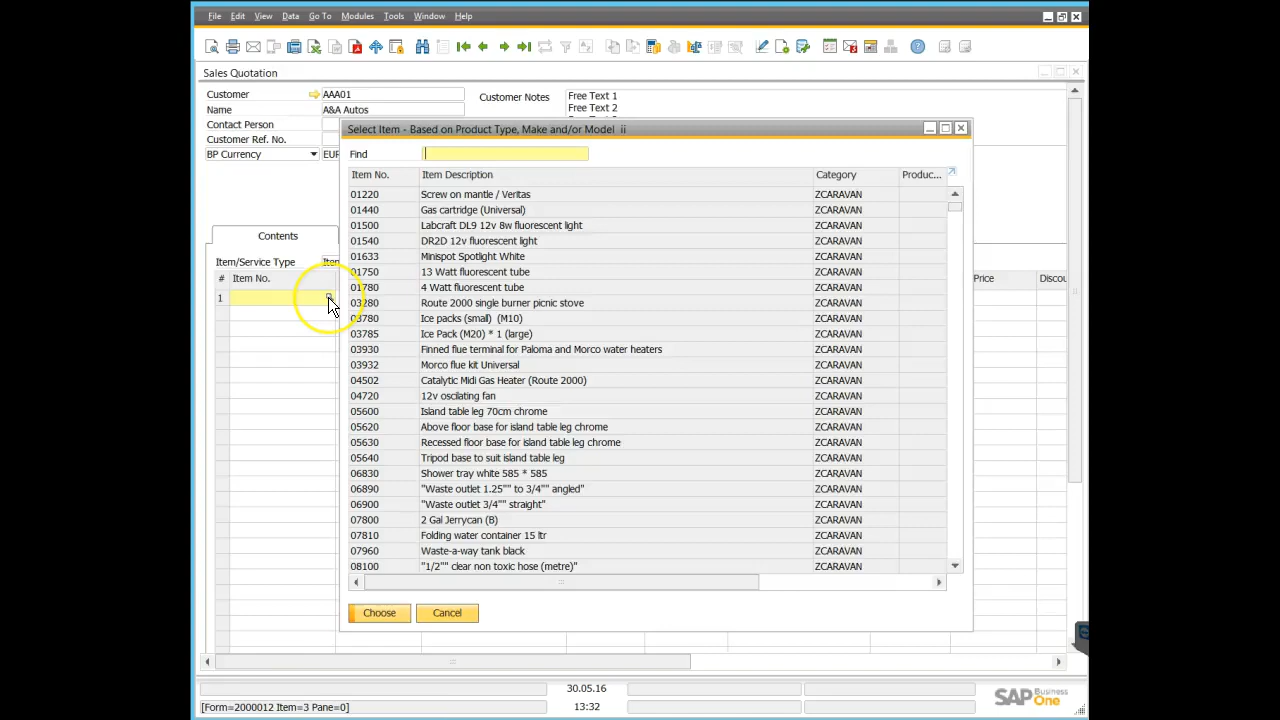 File Edit View Data Go To Modules Tools Window Help
Sales Quotation
Customer AAA01
Name A&A Autos
Contact Person
Customer Ref. No.
BP Currency EUR
Customer Notes Free Text 1
Free Text 2
Select Item - Based on Product Type, Make and/or Model ii
Find
Item No. Item Description Category Produc...
01220 Screw on mantle / Veritas ZCARAVAN
01440 Gas cartridge (Universal) ZCARAVAN
01500 Labcraft DL9 12v 8w fluorescent light ZCARAVAN
01540 DR2D 12v fluorescent light ZCARAVAN
01633 Minispot Spotlight White ZCARAVAN
01750 13 Watt fluorescent tube ZCARAVAN
01780 4 Watt fluorescent tube ZCARAVAN
03280 Route 2000 single burner picnic stove ZCARAVAN
03780 Ice packs (small) (M10) ZCARAVAN
03785 Ice Pack (M20) * 1 (large) ZCARAVAN
03930 Finned flue terminal for Paloma and Morco water heaters ZCARAVAN
03932 Morco flue kit Universal ZCARAVAN
04502 Catalytic Midi Gas Heater (Route 2000) ZCARAVAN
04720 12v oscilating fan ZCARAVAN
05600 Island table leg 70cm chrome ZCARAVAN
05620 Above floor base for island table leg chrome ZCARAVAN
05630 Recessed floor base for island table leg chrome ZCARAVAN
05640 Tripod base to suit island table leg ZCARAVAN
06830 Shower tray white 585 * 585 ZCARAVAN
06890 "Waste outlet 1.25"" to 3/4"" angled" ZCARAVAN
06900 "Waste outlet 3/4"" straight" ZCARAVAN
07800 2 Gal Jerrycan (B) ZCARAVAN
07810 Folding water container 15 ltr ZCARAVAN
07960 Waste-a-way tank black ZCARAVAN
08100 "1/2"" clear non toxic hose (metre)" ZCARAVAN
Choose Cancel
Contents
Item/Service Type Item
# Item No. Price Discou
1
30.05.16
[Form=2000012 Item=3 Pane=0] 13:32
SAP Business One